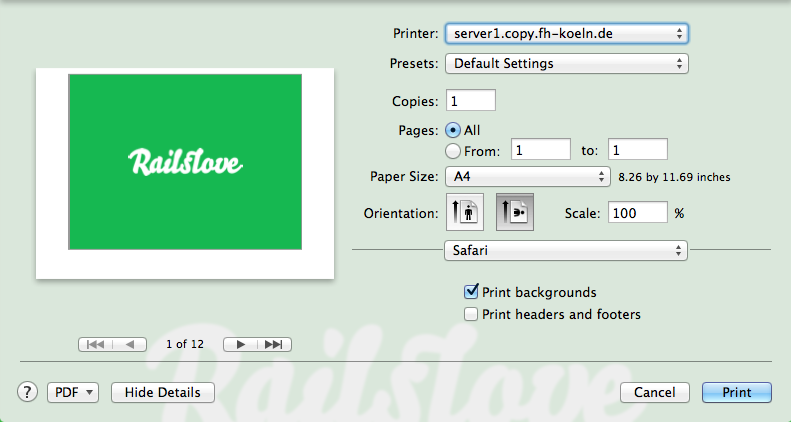 Printer: server1.copy.fh-koeln.de
Presets: Default Settings
Copies: 1
Pages: All
From: 1 to: 1
Paper Size: A4 8.26 by 11.69 inches
Orientation: Scale: 100 %
Safari
Print backgrounds
Print headers and footers
Railslove
1 of 12
Railslove
? PDF Hide Details Cancel Print